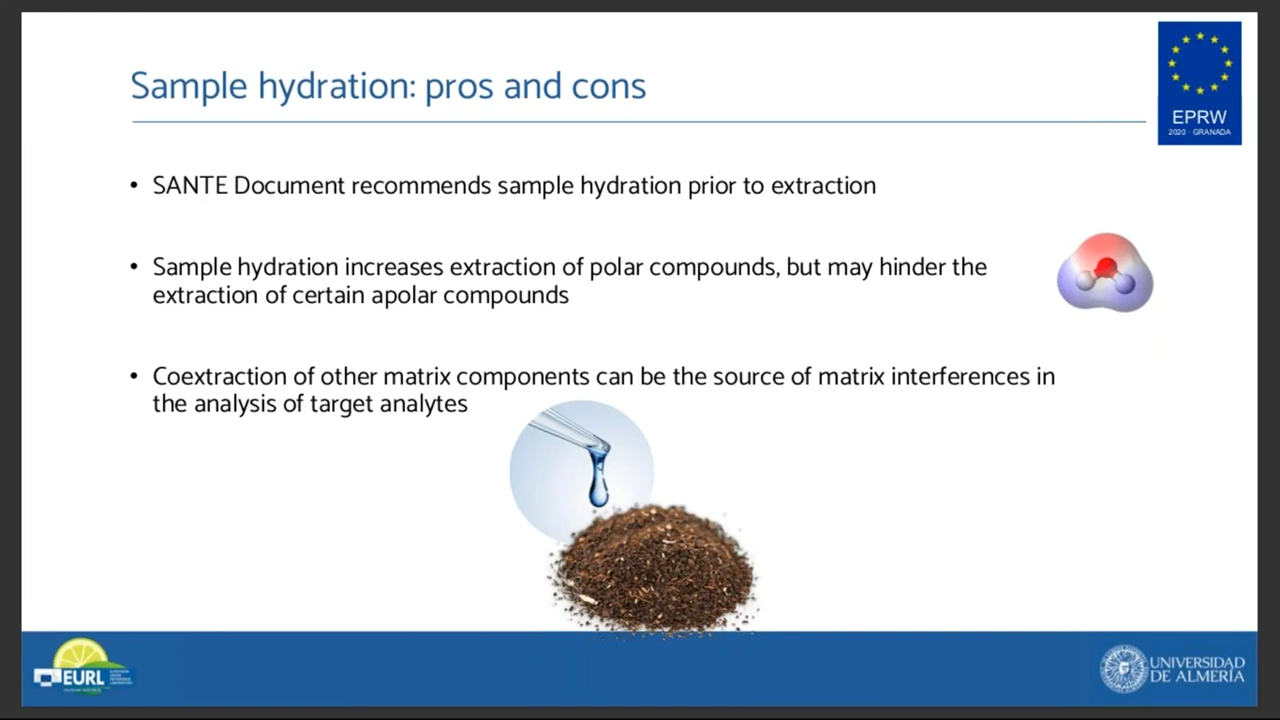 Sample hydration: pros and cons
EPRW
2020 · GRANADA
• SANTE Document recommends sample hydration prior to extraction
• Sample hydration increases extraction of polar compounds, but may hinder the
extraction of certain apolar compounds
• Coextraction of other matrix components can be the source of matrix interferences in
the analysis of target analytes
EURL
UNIVERSIDAD
DE ALMERÍA